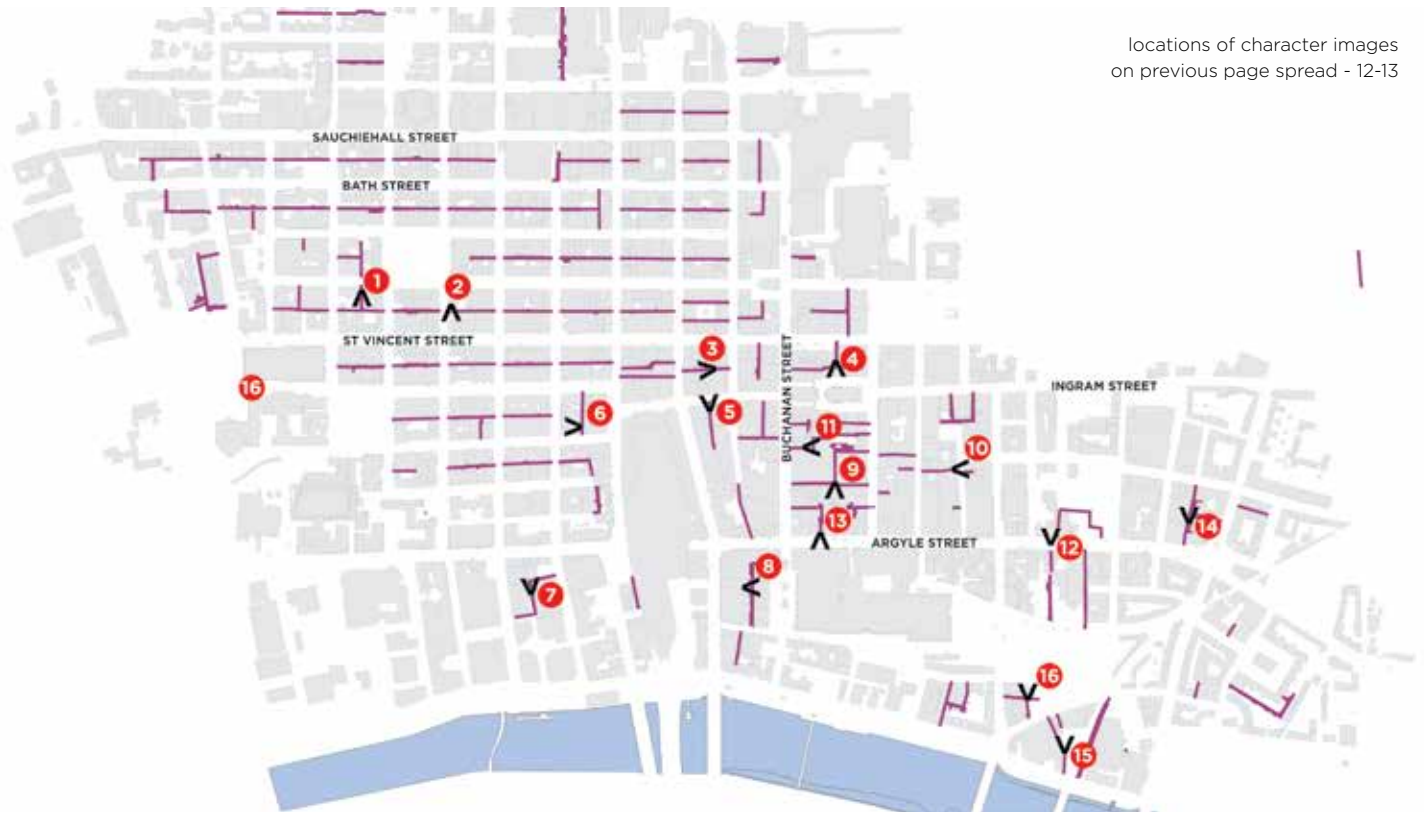 locations of character images
on previous page spread - 12-13
SAUCHIEHALL STREET
BATH STREET
1
2
ST VINCENT STREET
3
4
BUCHANAN STREET
INGRAM STREET
16
6
5
11
10
9
13
14
ARGYLE STREET
12
8
7
16
15